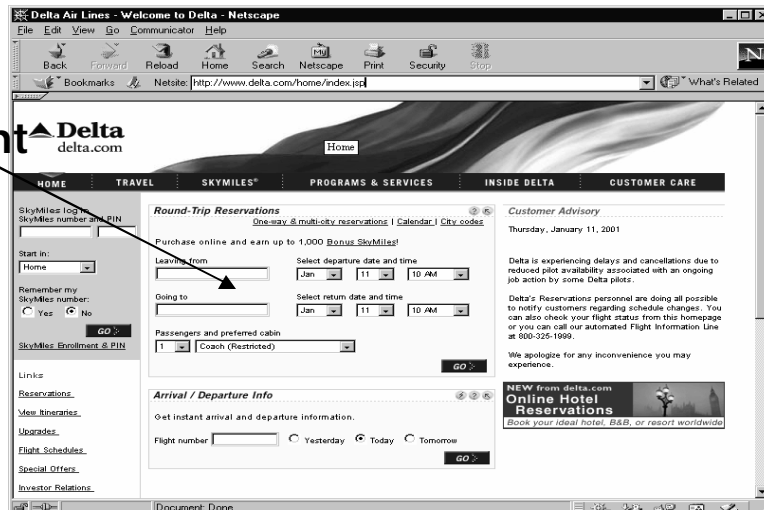 Delta Air Lines - Welcome to Delta - Netscape
File Edit View Go Communicator Help
Back Forward Reload Home Search Netscape Print Security Stop
My
N
Bookmarks Netsite: http://www.delta.com/home/index.jsp What's Related
nt
Delta
delta.com
Home
HOME TRAVEL SKYMILES® PROGRAMS & SERVICES INSIDE DELTA CUSTOMER CARE
SkyMiles log in
SkyMiles number and PIN
Start in:
Home
Remember my
SkyMiles number:
Yes No
GO
SkyMiles Enrollment & PIN
Links
Reservations
View Itineraries
Upgrades
Flight Schedules
Special Offers
Investor Relations
Round-Trip Reservations
One-way & multi-city reservations | Calendar | City codes
Purchase online and earn up to 1,000 Bonus SkyMiles!
Leaving from Select departure date and time
Jan 11 10 AM
Going to Select return date and time
Jan 11 10 AM
Passengers and preferred cabin
1 Coach (Restricted)
GO
Arrival / Departure Info
Get instant arrival and departure information.
Flight number Yesterday Today Tomorrow
GO
Customer Advisory
Thursday, January 11, 2001
Delta is experiencing delays and cancellations due to
reduced pilot availability associated with an ongoing
job action by some Delta pilots.
Delta's Reservations personnel are doing all possible
to notify customers regarding schedule changes. You
can also check your flight status from this homepage
or you can call our automated Flight Information Line
at 800-325-1999.
We apologize for any inconvenience you may
experience.
NEW from delta.com
Online Hotel
Reservations
Book your ideal hotel, B&B, or resort worldwide
Document: Done